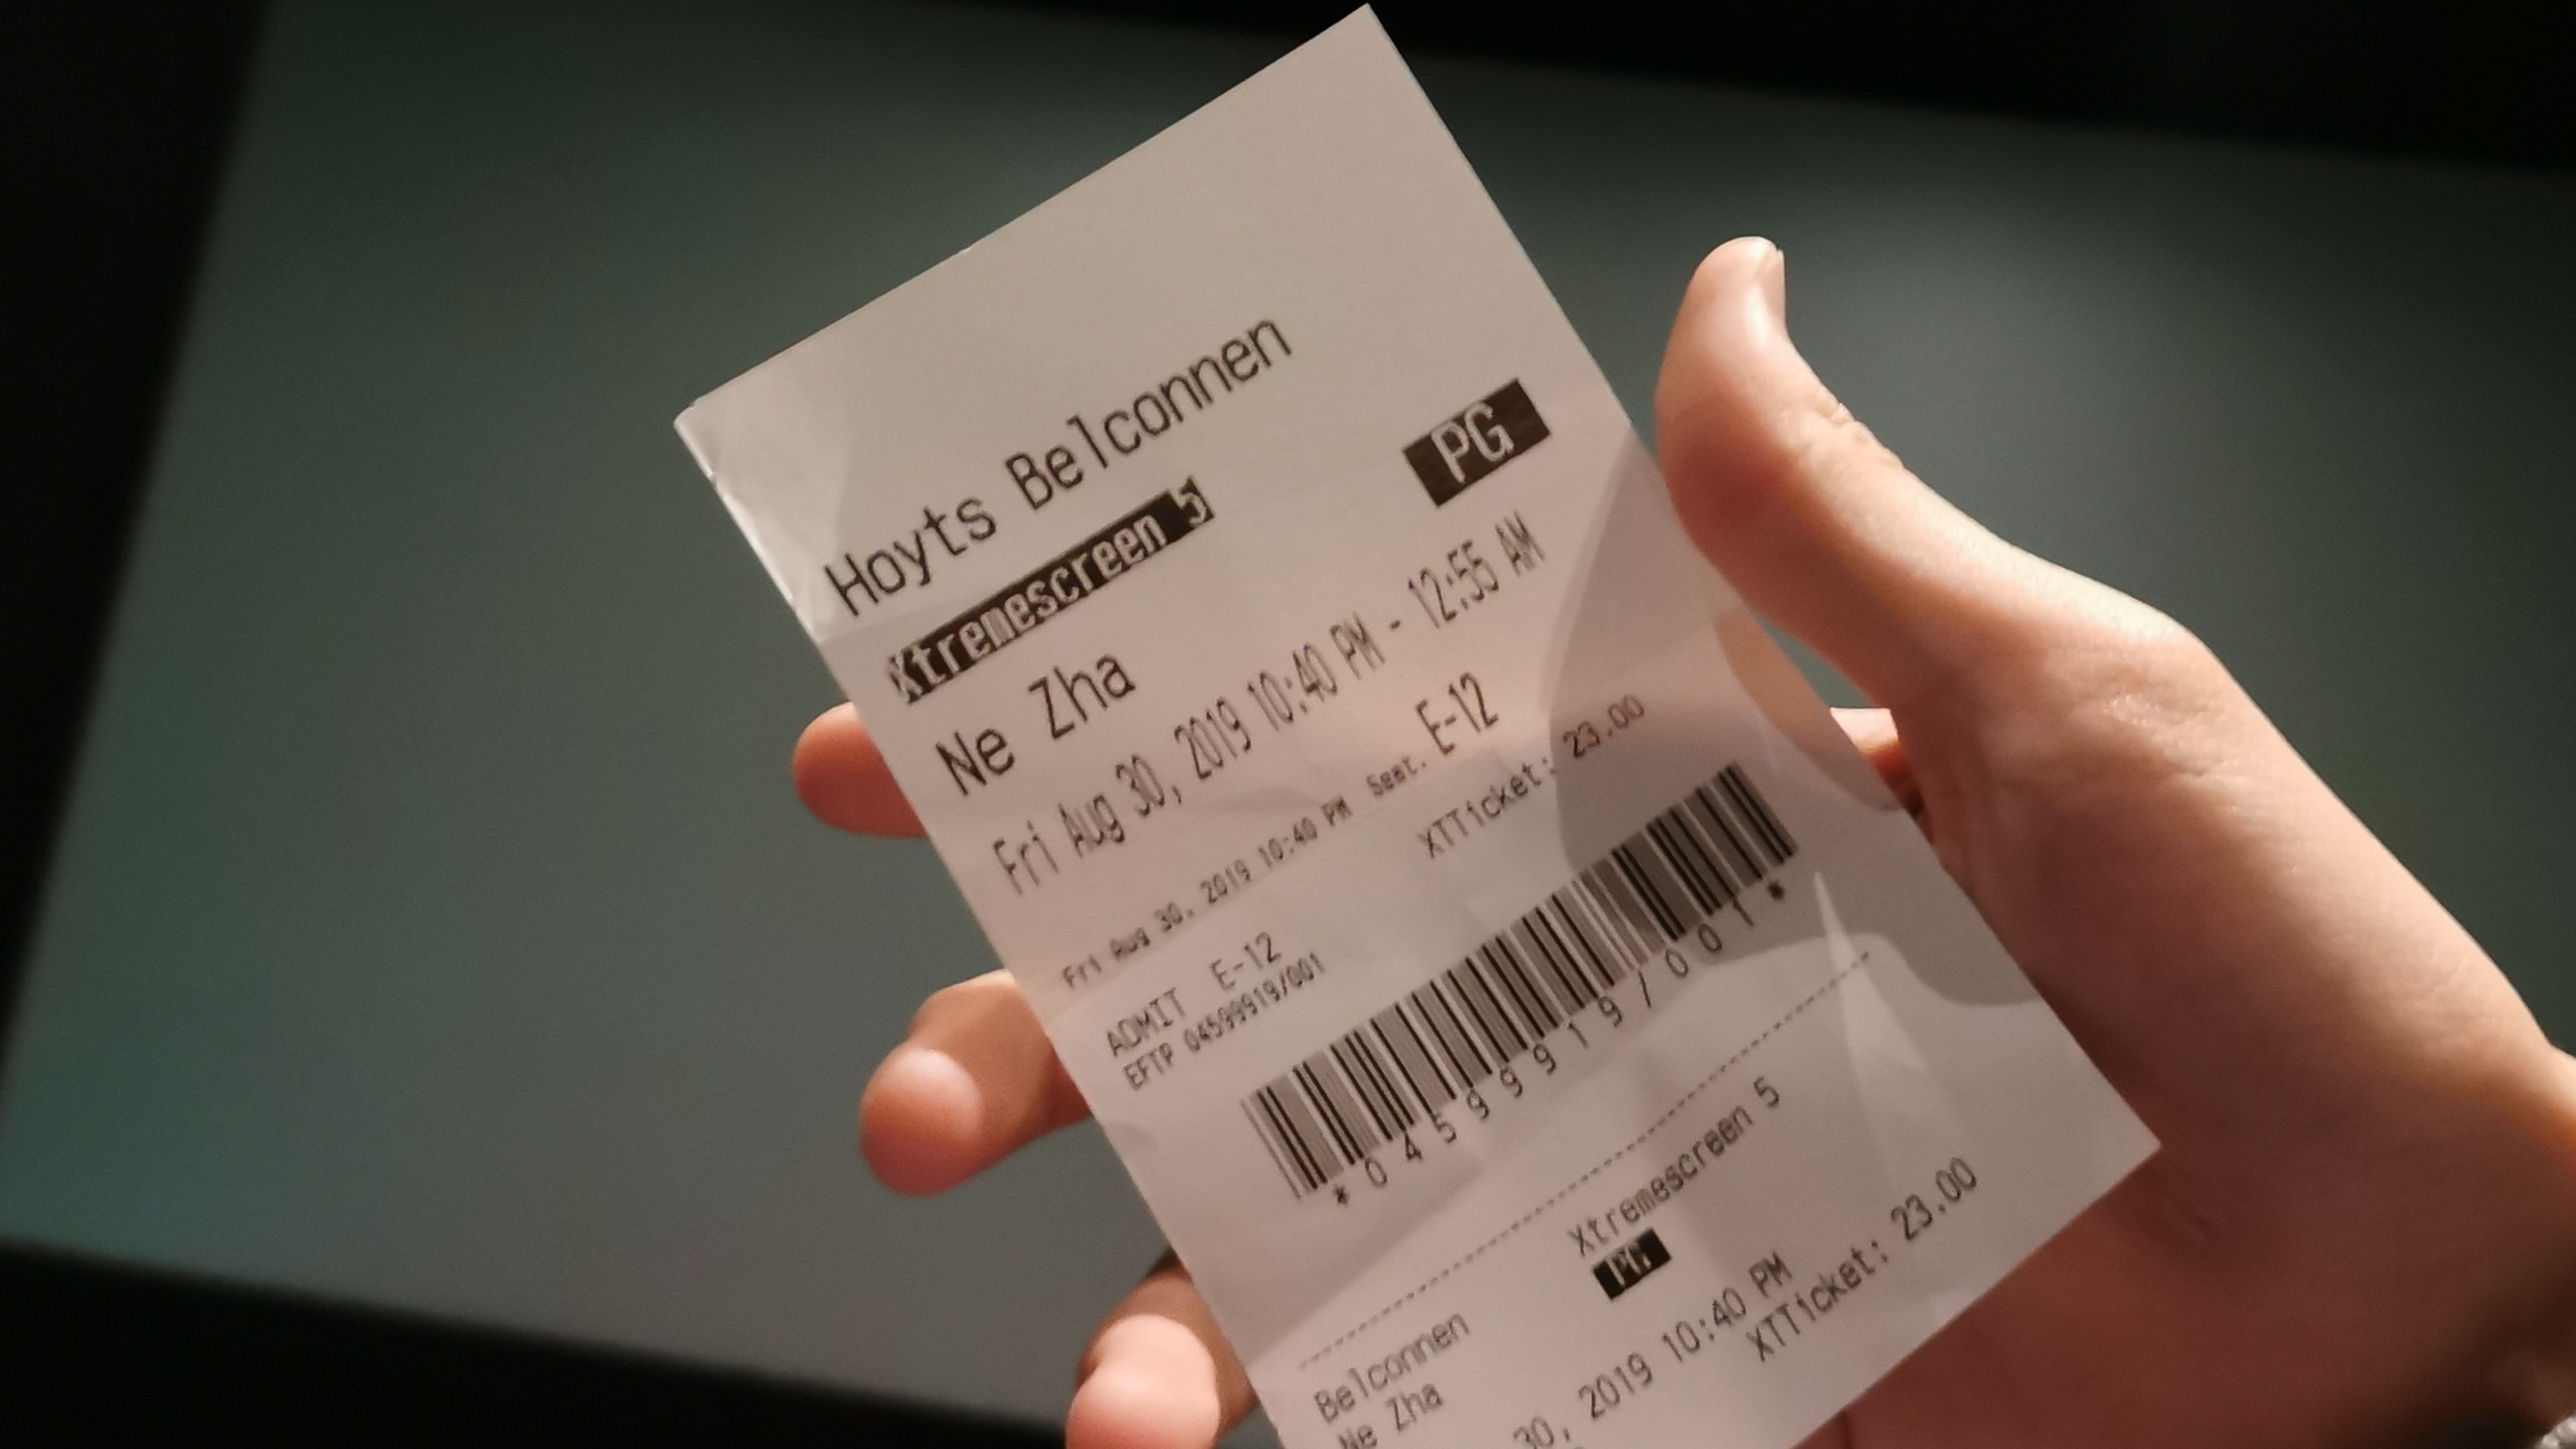 Hoyts Belconnen
Xtremescreen 5 PG
Ne Zha
Fri Aug 30, 2019 10:40 PM - 12:55 AM
Fri Aug 30, 2019 10:40 PM Seat. E-12
XTTicket: 23.00
ADMIT E-12
EFTP 04599919/001
*04599919/001*
Belconnen Xtremescreen 5
Ne Zha PG
30, 2019 10:40 PM
XTTicket: 23.00